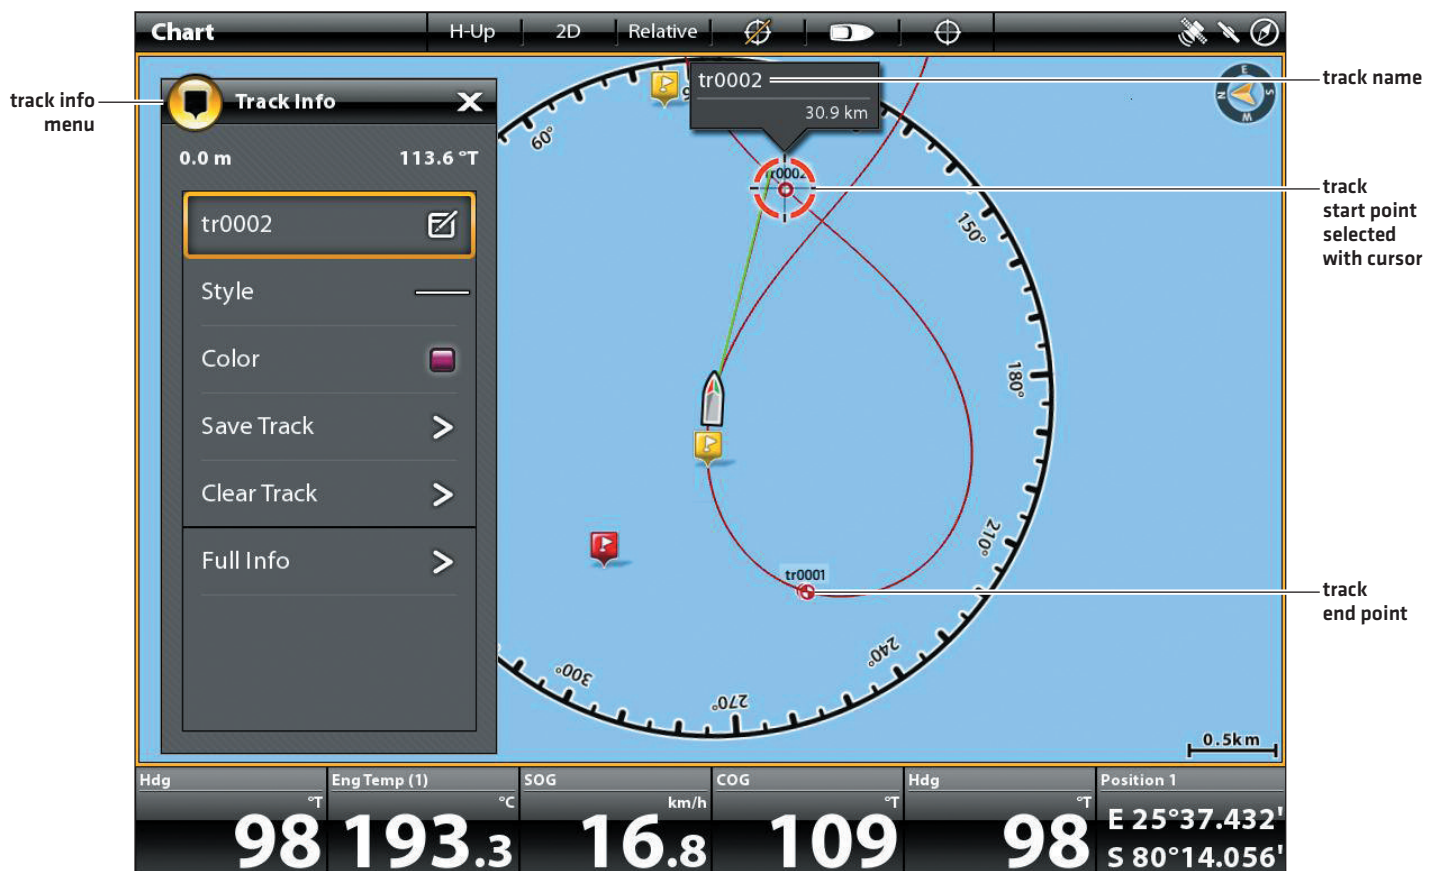 Chart
H-Up
2D
Relative
track info
menu
Track Info
0.0 m
113.6 °T
tr0002
Style
Color
Save Track
Clear Track
Full Info
tr0002
30.9 km
track name
tr0002
track
start point
selected
with cursor
E
S
W
N
9
60°
150°
180°
210°
240°
270°
300°
tr0001
track
end point
0.5km
Hdg
°T
98
Eng Temp (1)
°C
193.3
SOG
km/h
16.8
COG
°T
109
Hdg
°T
98
Position 1
E 25°37.432'
S 80°14.056'